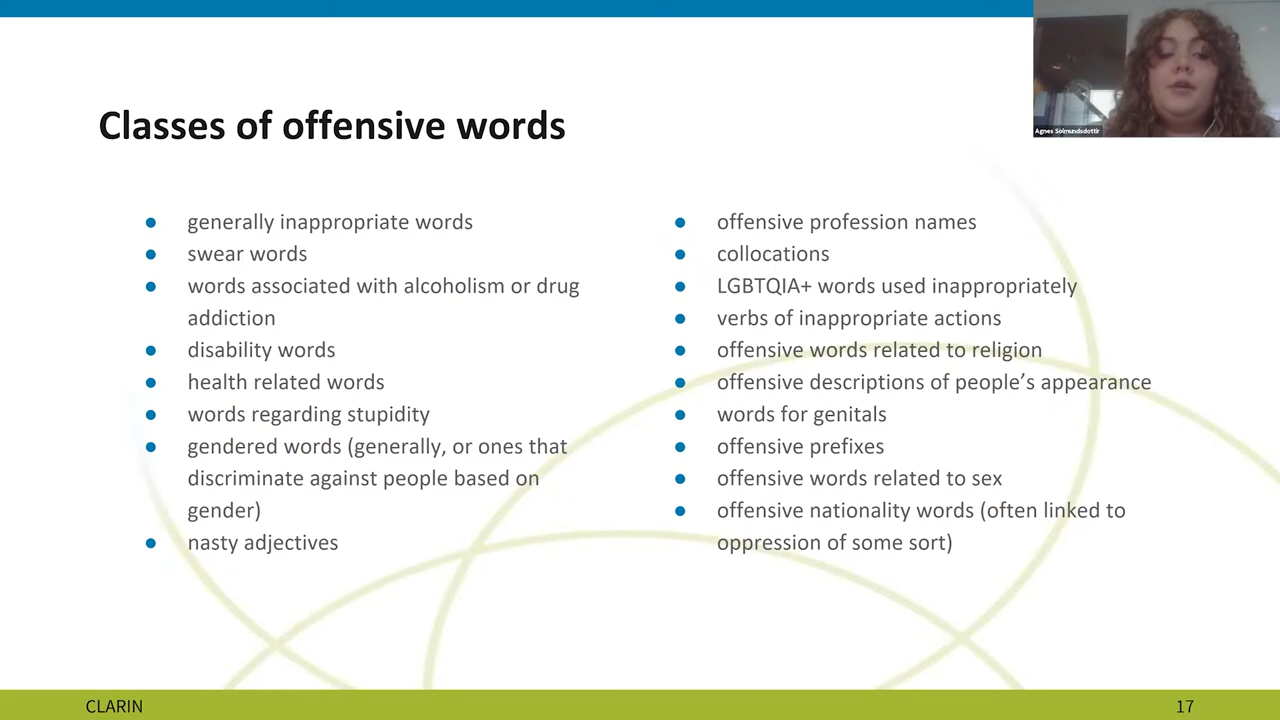 Agnes Sólmundsdóttir
Classes of offensive words
generally inappropriate words
swear words
words associated with alcoholism or drug
addiction
disability words
health related words
words regarding stupidity
gendered words (generally, or ones that
discriminate against people based on
gender)
nasty adjectives
offensive profession names
collocations
LGBTQIA+ words used inappropriately
verbs of inappropriate actions
offensive words related to religion
offensive descriptions of people’s appearance
words for genitals
offensive prefixes
offensive words related to sex
offensive nationality words (often linked to
oppression of some sort)
CLARIN
17